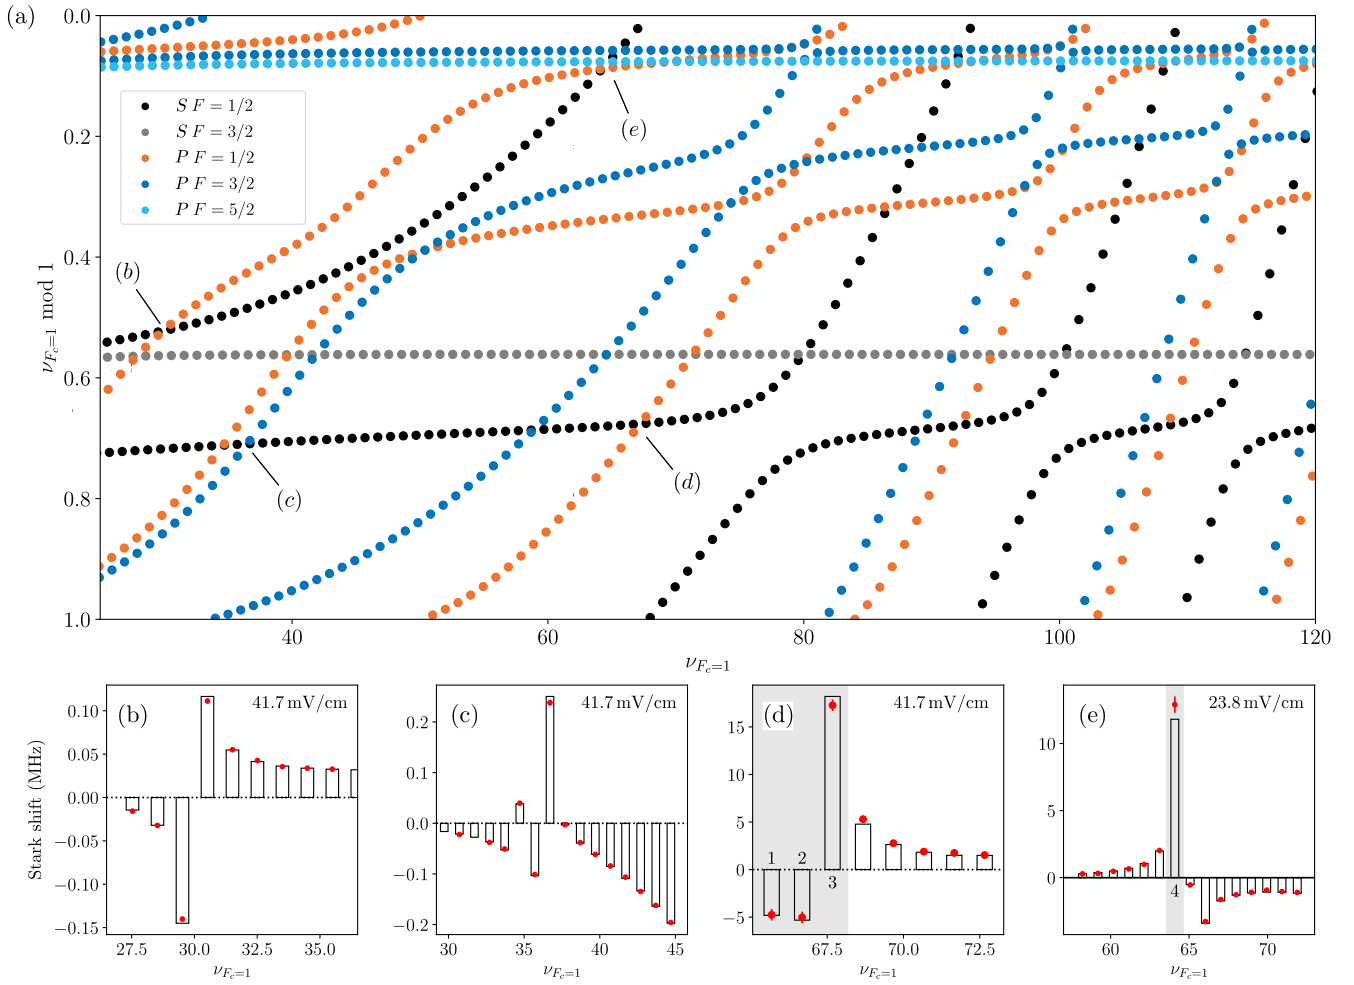 (a)
0.0
0.2
0.4
0.6
0.8
1.0
ν_{F_c=1} mod 1
S F = 1/2
S F = 3/2
P F = 1/2
P F = 3/2
P F = 5/2
(b)
(c)
(d)
(e)
40
60
80
100
120
ν_{F_c=1}
Stark shift (MHz)
(b)
41.7 mV/cm
0.10
0.05
0.00
−0.05
−0.10
−0.15
27.5
30.0
32.5
35.0
ν_{F_c=1}
(c)
41.7 mV/cm
0.2
0.1
0.0
−0.1
−0.2
30
35
40
45
ν_{F_c=1}
(d)
41.7 mV/cm
15
10
5
0
−5
1
2
3
67.5
70.0
72.5
ν_{F_c=1}
(e)
23.8 mV/cm
10
5
0
4
60
65
70
ν_{F_c=1}